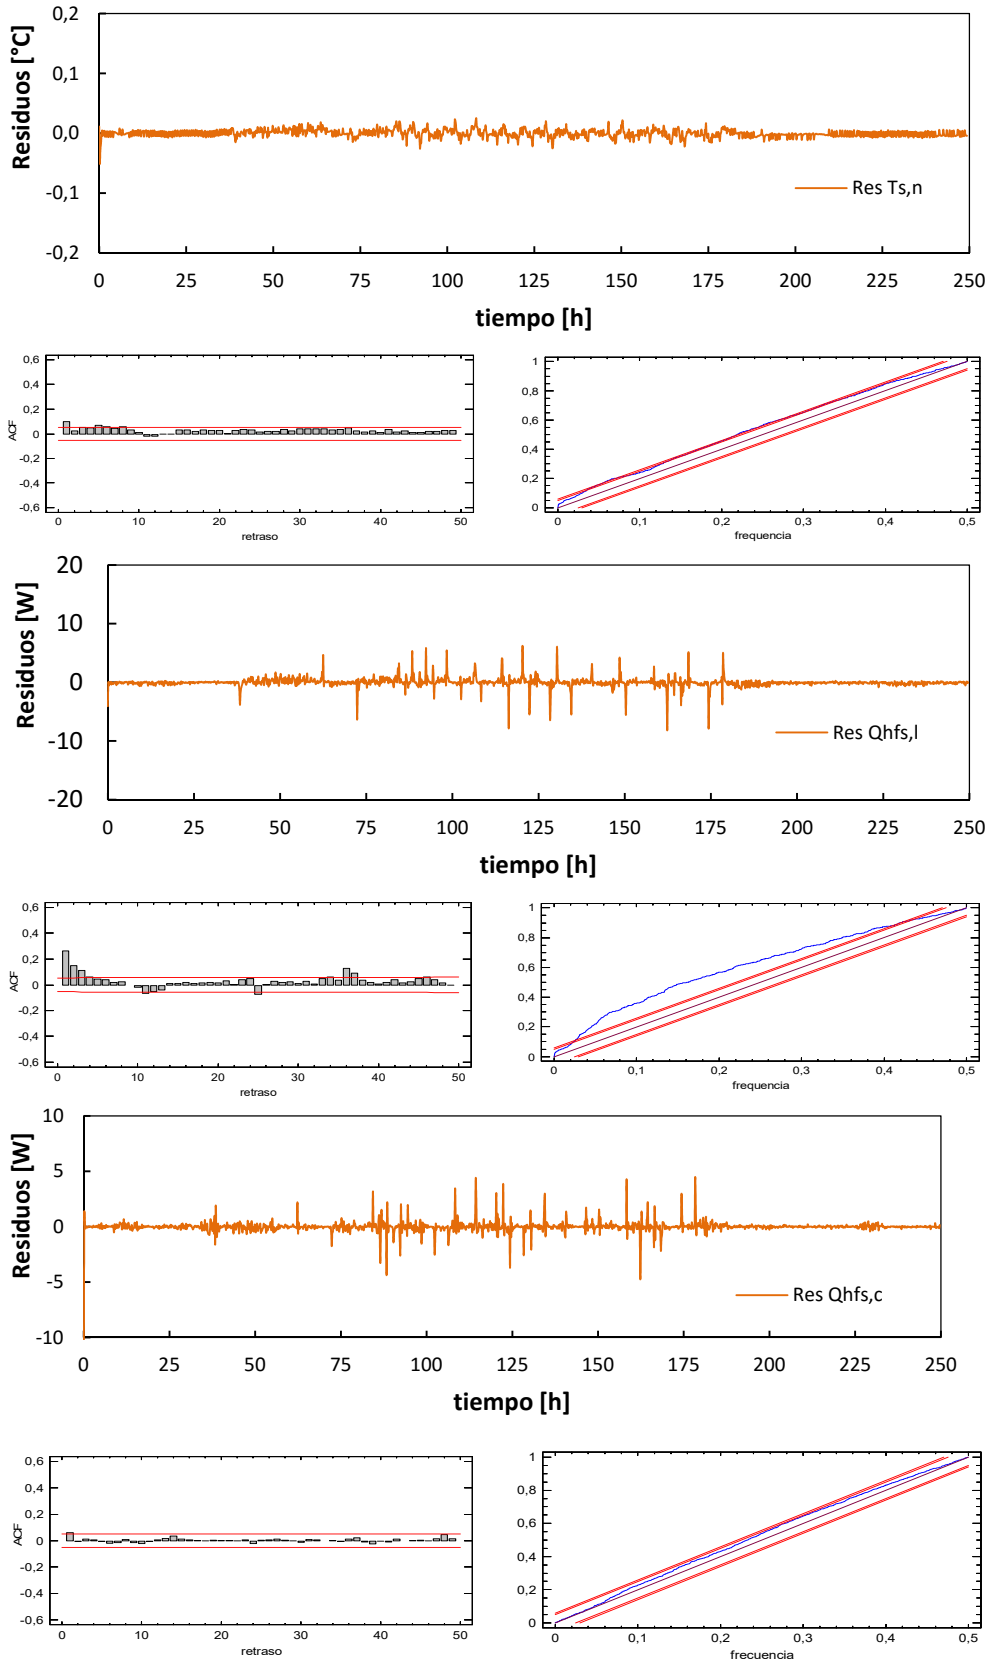 0,2
0,1
0,0
-0,1
-0,2
Residuos [°C]
Res Ts,n
0 25 50 75 100 125 150 175 200 225 250
tiempo [h]
0,6
0,4
0,2
0
-0,2
-0,4
-0,6
ACF
0 10 20 30 40 50
retraso
1
0,8
0,6
0,4
0,2
0
0 0,1 0,2 0,3 0,4 0,5
frequencia
20
10
0
-10
-20
Residuos [W]
Res Qhfs,l
0 25 50 75 100 125 150 175 200 225 250
tiempo [h]
0,6
0,4
0,2
0
-0,2
-0,4
-0,6
ACF
0 10 20 30 40 50
retraso
1
0,8
0,6
0,4
0,2
0
0 0,1 0,2 0,3 0,4 0,5
frequencia
10
5
0
-5
-10
Residuos [W]
Res Qhfs,c
0 25 50 75 100 125 150 175 200 225 250
tiempo [h]
0,6
0,4
0,2
0
-0,2
-0,4
-0,6
ACF
0 10 20 30 40 50
retraso
1
0,8
0,6
0,4
0,2
0
0 0,1 0,2 0,3 0,4 0,5
frecuencia